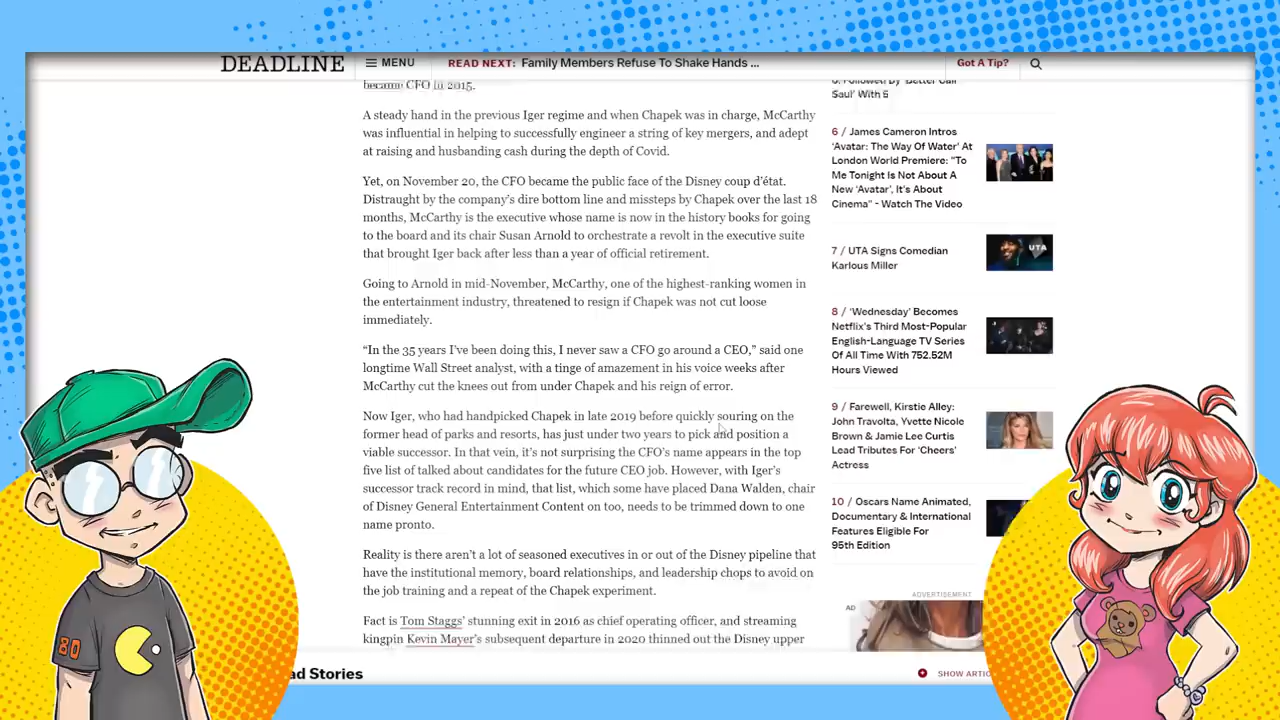 DEADLINE
MENU
READ NEXT: Family Members Refuse To Shake Hands ...
Got A Tip?
became CFO in 2015.
A steady hand in the previous Iger regime and when Chapek was in charge, McCarthy
was influential in helping to successfully engineer a string of key mergers, and adept
at raising and husbanding cash during the depth of Covid.
Yet, on November 20, the CFO became the public face of the Disney coup d’état.
Distraught by the company’s dire bottom line and missteps by Chapek over the last 18
months, McCarthy is the executive whose name is now in the history books for going
to the board and its chair Susan Arnold to orchestrate a revolt in the executive suite
that brought Iger back after less than a year of official retirement.
Going to Arnold in mid-November, McCarthy, one of the highest-ranking women in
the entertainment industry, threatened to resign if Chapek was not cut loose
immediately.
“In the 35 years I’ve been doing this, I never saw a CFO go around a CEO,” said one
longtime Wall Street analyst, with a tinge of amazement in his voice weeks after
McCarthy cut the knees out from under Chapek and his reign of error.
Now Iger, who had handpicked Chapek in late 2019 before quickly souring on the
former head of parks and resorts, has just under two years to pick and position a
viable successor. In that vein, it’s not surprising the CFO’s name appears in the top
five list of talked about candidates for the future CEO job. However, with Iger’s
successor track record in mind, that list, which some have placed Dana Walden, chair
of Disney General Entertainment Content on too, needs to be trimmed down to one
name pronto.
Reality is there aren’t a lot of seasoned executives in or out of the Disney pipeline that
have the institutional memory, board relationships, and leadership chops to avoid on
the job training and a repeat of the Chapek experiment.
Fact is Tom Staggs’ stunning exit in 2016 as chief operating officer, and streaming
kingpin Kevin Mayer’s subsequent departure in 2020 thinned out the Disney upper
ad Stories
SHOW ARTIC
6, Followed By ‘Better Call
Saul’ With 5
6 / James Cameron Intros
‘Avatar: The Way Of Water’ At
London World Premiere: “To
Me Tonight Is Not About A
New ‘Avatar’, It’s About
Cinema” - Watch The Video
UTA
7 / UTA Signs Comedian
Karlous Miller
8 / ‘Wednesday’ Becomes
Netflix’s Third Most-Popular
English-Language TV Series
Of All Time With 752.52M
Hours Viewed
9 / Farewell, Kirstie Alley:
John Travolta, Yvette Nicole
Brown & Jamie Lee Curtis
Lead Tributes For ‘Cheers’
Actress
10 / Oscars Name Animated,
Documentary & International
Features Eligible For
95th Edition
ADVERTISEMENT
AD
80